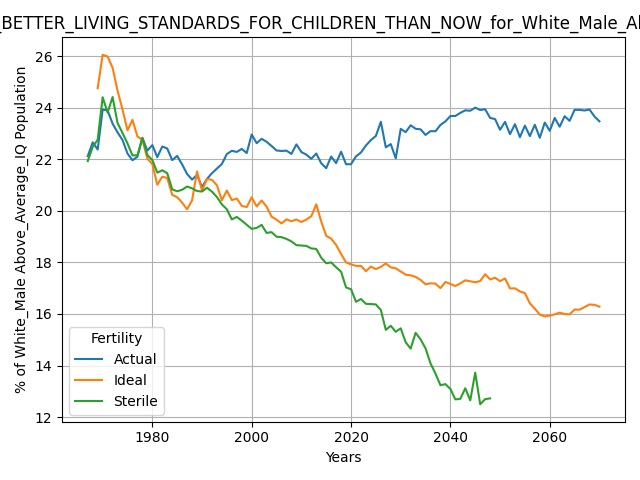 _BETTER_LIVING_STANDARDS_FOR_CHILDREN_THAN_NOW_for_White_Male_A
% of White_Male Above_Average_IQ Population
26
24
22
20
18
16
14
12
Fertility
Actual
Ideal
Sterile
1980
2000
2020
2040
2060
Years